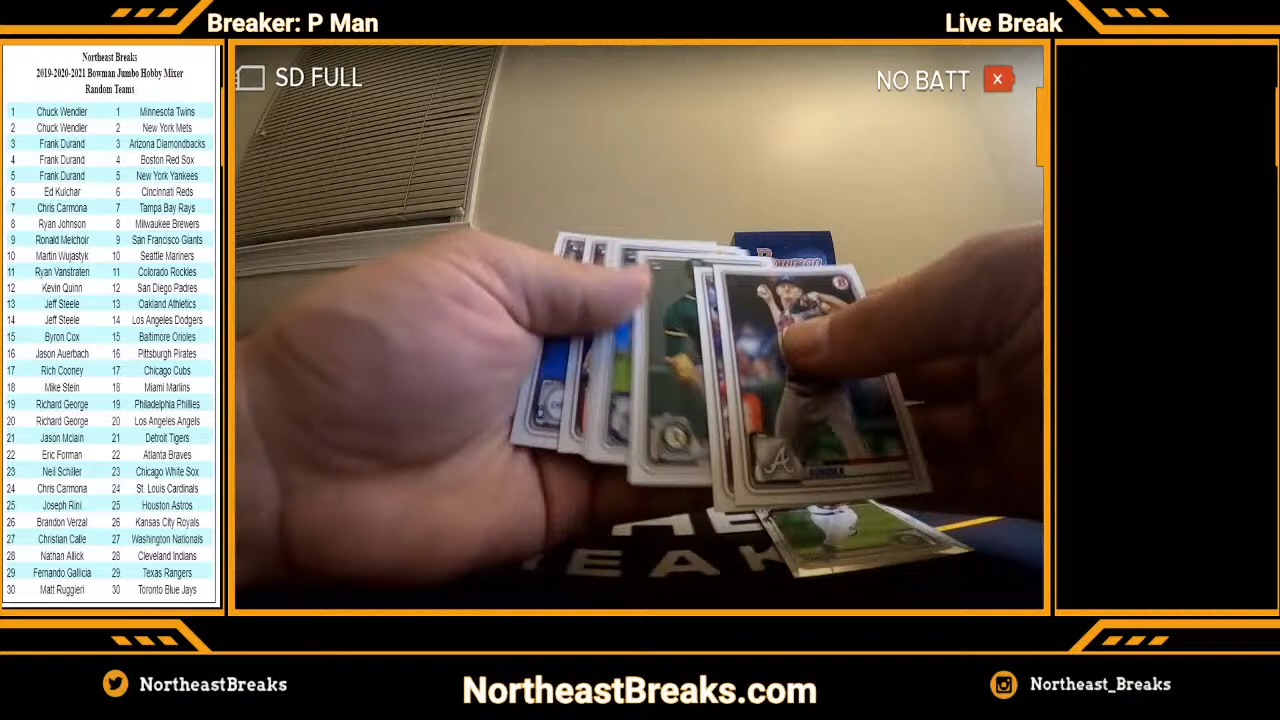 Breaker: P Man
Live Break
Northeast Breaks
2019-2020-2021 Bowman Jumbo Hobby Mixer
Random Teams
1 Chuck Wendler 1 Minnesota Twins
2 Chuck Wendler 2 New York Mets
3 Frank Durand 3 Arizona Diamondbacks
4 Frank Durand 4 Boston Red Sox
5 Frank Durand 5 New York Yankees
6 Ed Kulchar 6 Cincinnati Reds
7 Chris Carmona 7 Tampa Bay Rays
8 Ryan Johnson 8 Milwaukee Brewers
9 Ronald Melchoir 9 San Francisco Giants
10 Martin Wujastyk 10 Seattle Mariners
11 Ryan Vanstraten 11 Colorado Rockies
12 Kevin Quinn 12 San Diego Padres
13 Jeff Steele 13 Oakland Athletics
14 Jeff Steele 14 Los Angeles Dodgers
15 Byron Cox 15 Baltimore Orioles
16 Jason Auerbach 16 Pittsburgh Pirates
17 Rich Cooney 17 Chicago Cubs
18 Mike Stein 18 Miami Marlins
19 Richard George 19 Philadelphia Phillies
20 Richard George 20 Los Angeles Angels
21 Jason Mclain 21 Detroit Tigers
22 Eric Forman 22 Atlanta Braves
23 Neil Schiller 23 Chicago White Sox
24 Chris Carmona 24 St. Louis Cardinals
25 Joseph Rini 25 Houston Astros
26 Brandon Verzal 26 Kansas City Royals
27 Christian Calle 27 Washington Nationals
28 Nathan Allick 28 Cleveland Indians
29 Fernando Gallicia 29 Texas Rangers
30 Matt Ruggieri 30 Toronto Blue Jays
SD FULL
NO BATT
Bowman
A
NortheastBreaks
NortheastBreaks.com
Northeast_Breaks